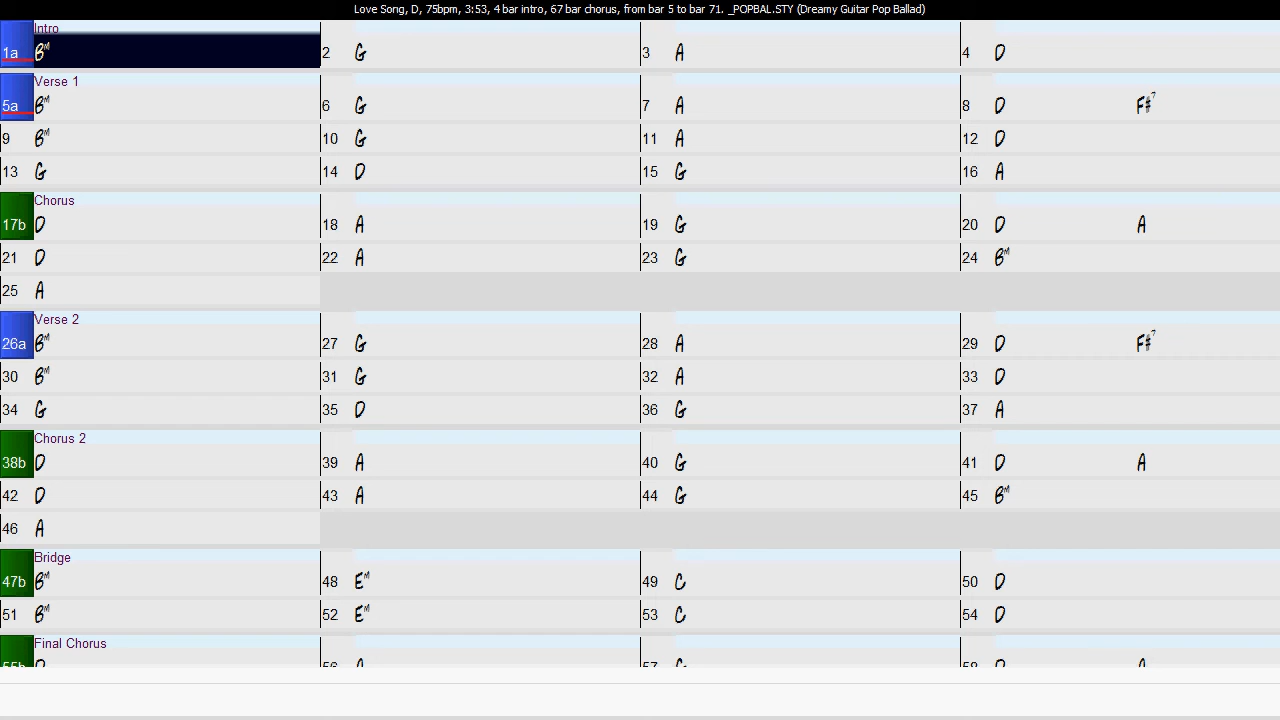 Love Song, D, 75bpm, 3:53, 4 bar intro, 67 bar chorus, from bar 5 to bar 71. _POPBAL.STY (Dreamy Guitar Pop Ballad)
Intro
1a Bm 2 G 3 A 4 D
Verse 1
5a Bm 6 G 7 A 8 D F#7
9 Bm 10 G 11 A 12 D
13 G 14 D 15 G 16 A
Chorus
17b D 18 A 19 G 20 D A
21 D 22 A 23 G 24 Bm
25 A
Verse 2
26a Bm 27 G 28 A 29 D F#7
30 Bm 31 G 32 A 33 D
34 G 35 D 36 G 37 A
Chorus 2
38b D 39 A 40 G 41 D A
42 D 43 A 44 G 45 Bm
46 A
Bridge
47b Bm 48 Em 49 C 50 D
51 Bm 52 Em 53 C 54 D
Final Chorus
55b D 56 A 57 G 58 D A